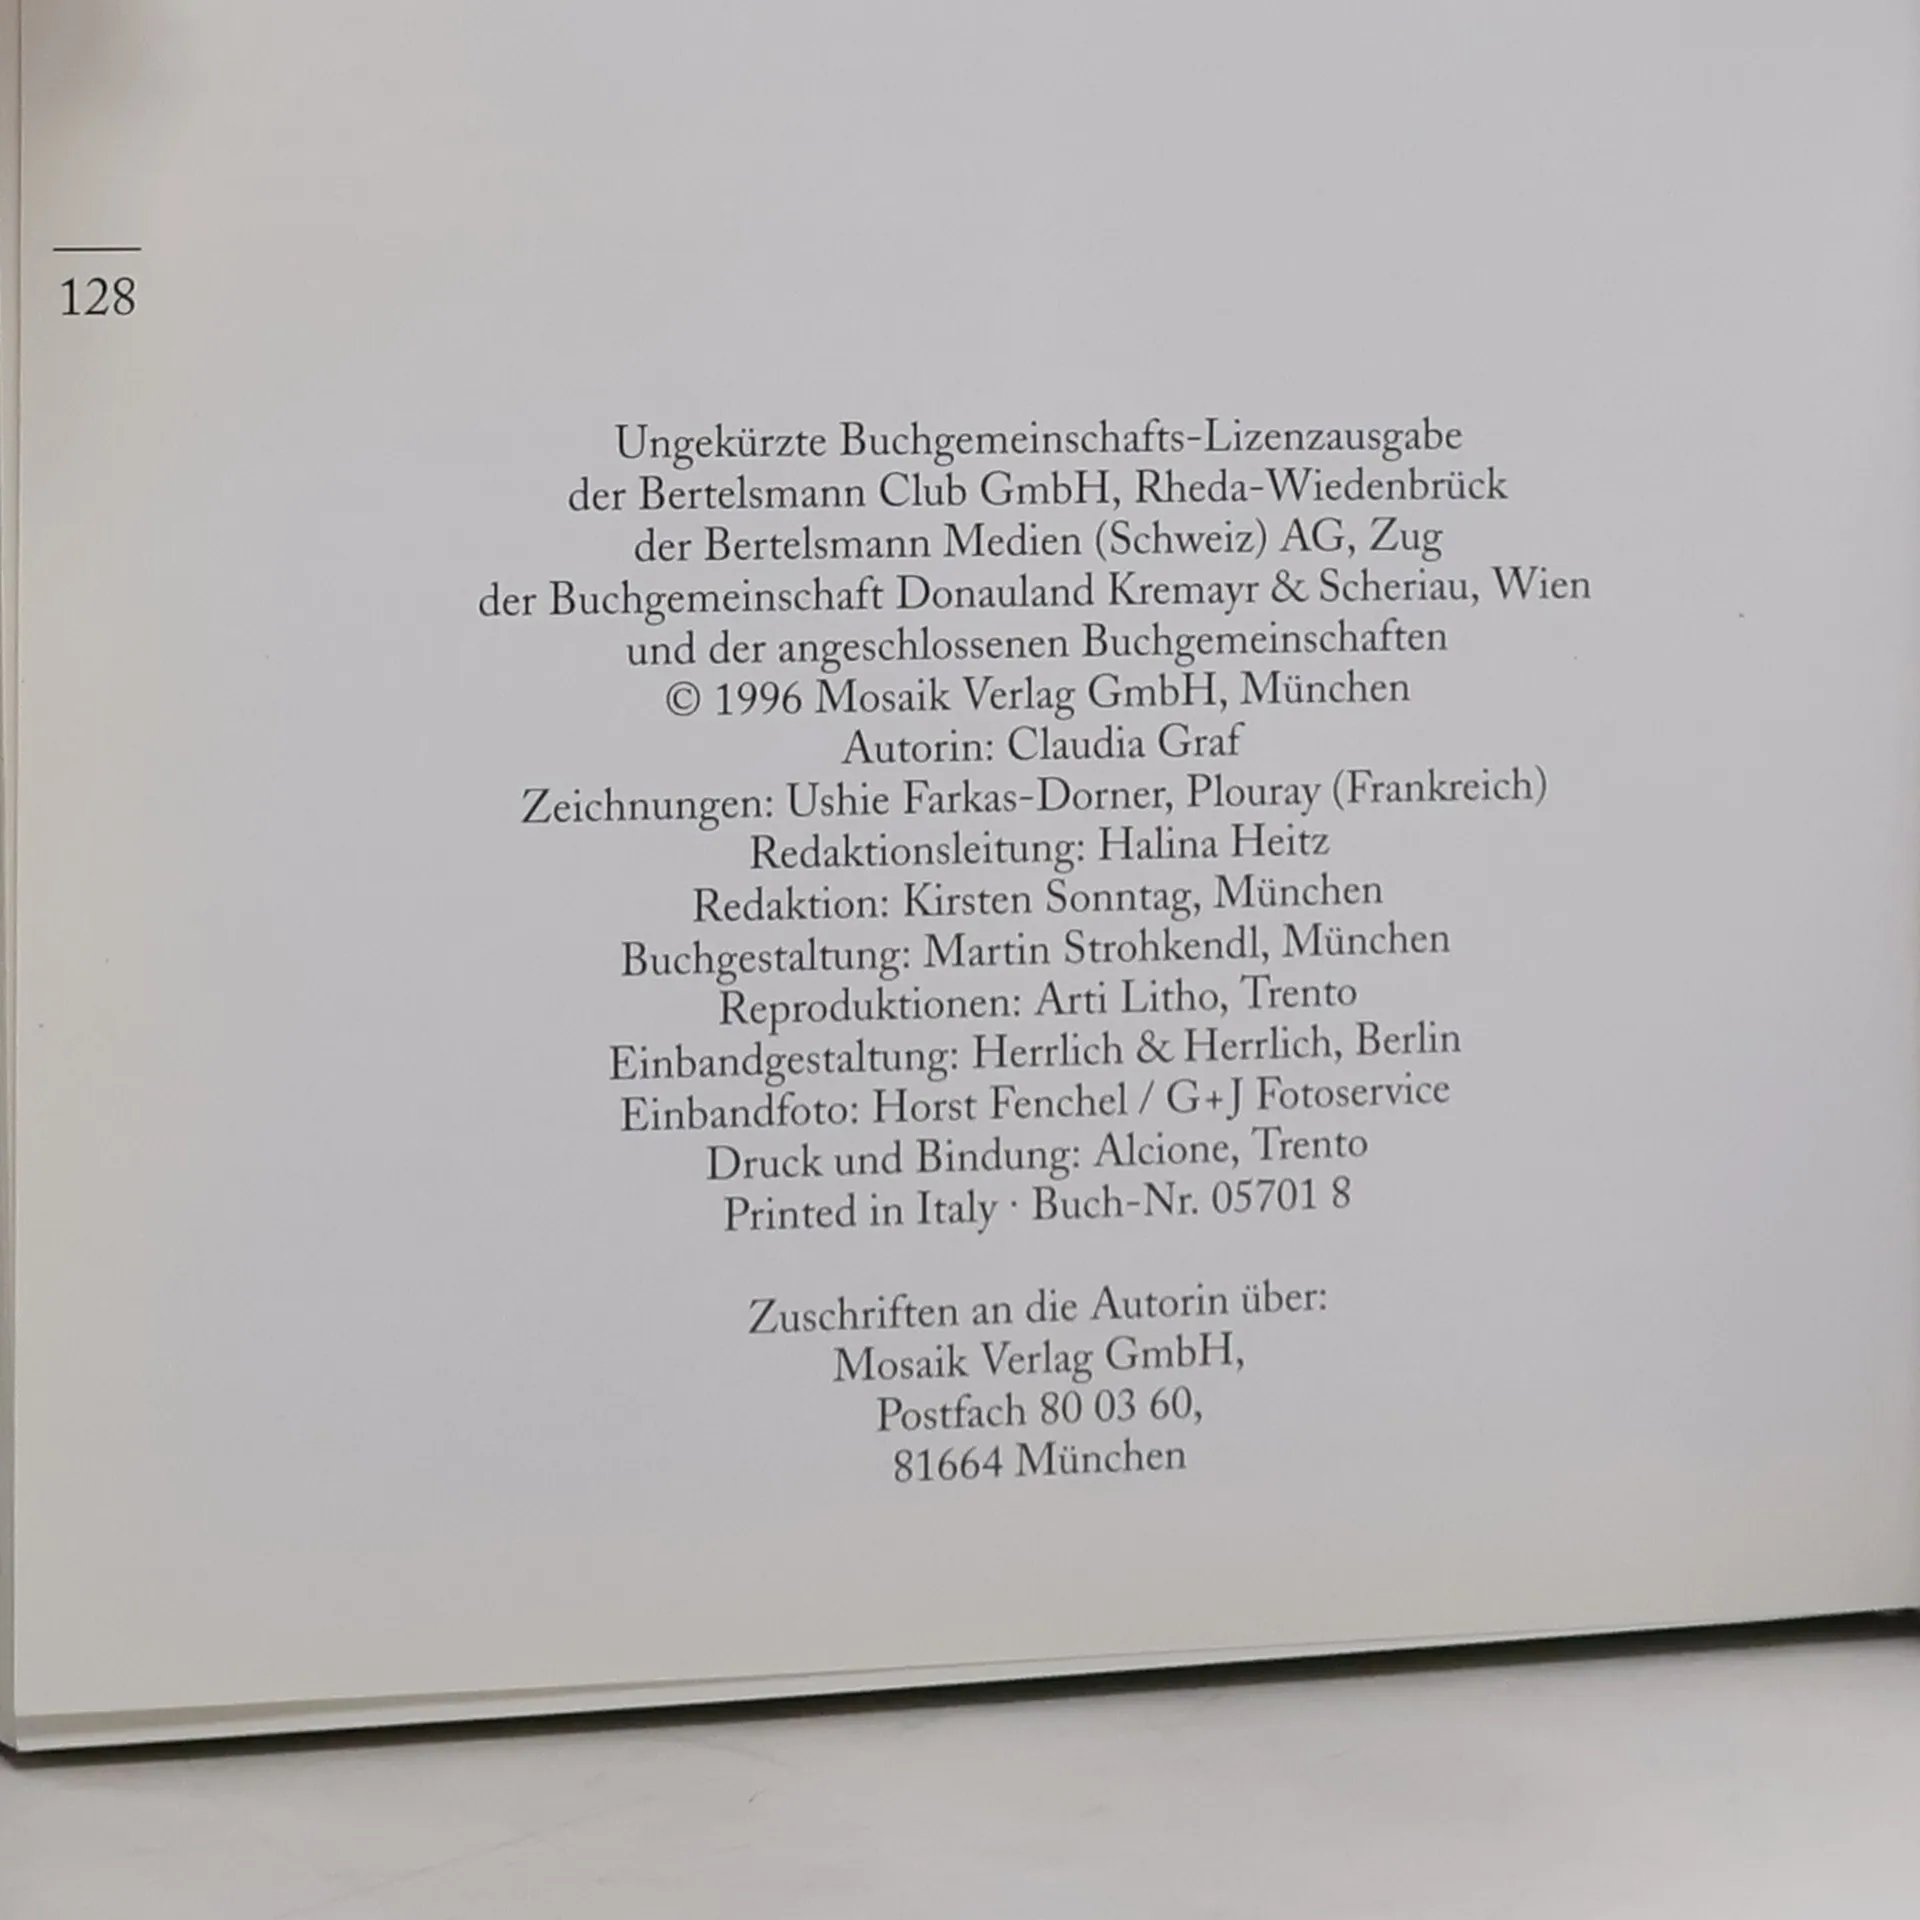 128
Ungekürzte Buchgemeinschafts-Lizenzausgabe
der Bertelsmann Club GmbH, Rheda-Wiedenbrück
der Bertelsmann Medien (Schweiz) AG, Zug
der Buchgemeinschaft Donauland Kremayr & Scheriau, Wien
und der angeschlossenen Buchgemeinschaften
© 1996 Mosaik Verlag GmbH, München
Autorin: Claudia Graf
Zeichnungen: Ushie Farkas-Dorner, Plouray (Frankreich)
Redaktionsleitung: Halina Heitz
Redaktion: Kirsten Sonntag, München
Buchgestaltung: Martin Strohkendl, München
Reproduktionen: Arti Litho, Trento
Einbandgestaltung: Herrlich & Herrlich, Berlin
Einbandfoto: Horst Fenchel / G+J Fotoservice
Druck und Bindung: Alcione, Trento
Printed in Italy · Buch-Nr. 05701 8
Zuschriften an die Autorin über:
Mosaik Verlag GmbH,
Postfach 80 03 60,
81664 München